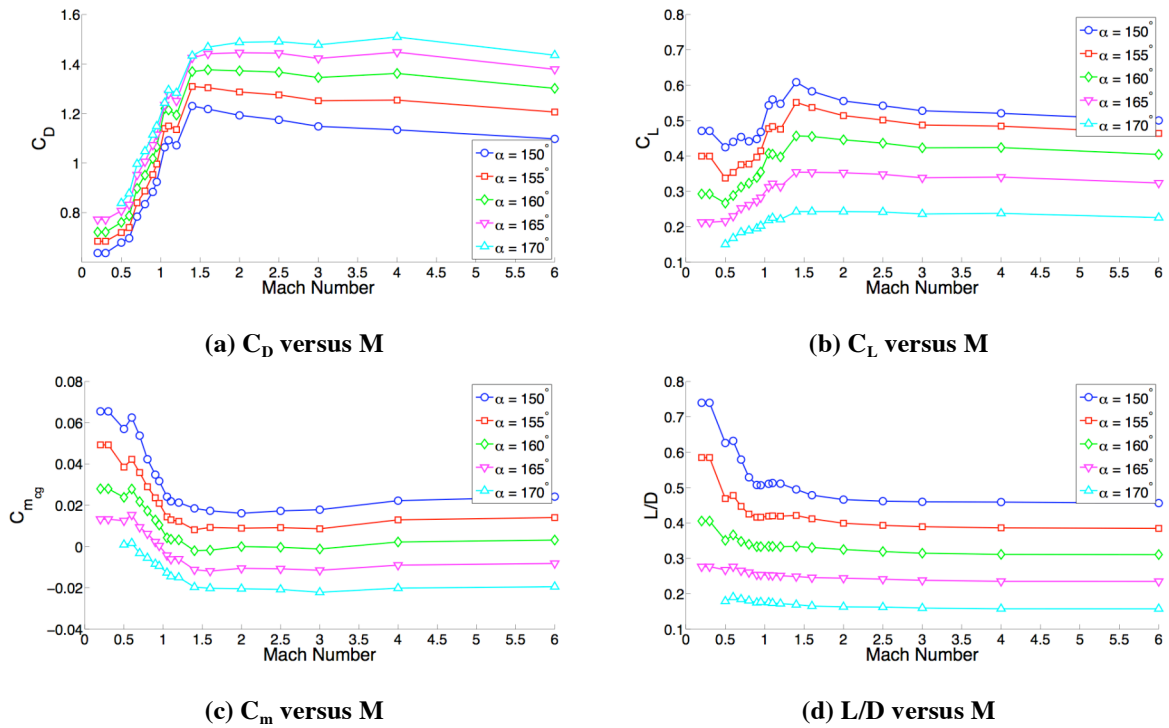 1.6
1.4
1.2
1
0.8
C_D
0 0.5 1 1.5 2 2.5 3 3.5 4 4.5 5 5.5 6
Mach Number
α = 150°
α = 155°
α = 160°
α = 165°
α = 170°
(a) C_D versus M
0.8
0.7
0.6
0.5
0.4
0.3
0.2
0.1
C_L
0 0.5 1 1.5 2 2.5 3 3.5 4 4.5 5 5.5 6
Mach Number
α = 150°
α = 155°
α = 160°
α = 165°
α = 170°
(b) C_L versus M
0.08
0.06
0.04
0.02
0
−0.02
−0.04
C_m_cg
0 0.5 1 1.5 2 2.5 3 3.5 4 4.5 5 5.5 6
Mach Number
α = 150°
α = 155°
α = 160°
α = 165°
α = 170°
(c) C_m versus M
0.8
0.7
0.6
0.5
0.4
0.3
0.2
0.1
L/D
0 0.5 1 1.5 2 2.5 3 3.5 4 4.5 5 5.5 6
Mach Number
α = 150°
α = 155°
α = 160°
α = 165°
α = 170°
(d) L/D versus M